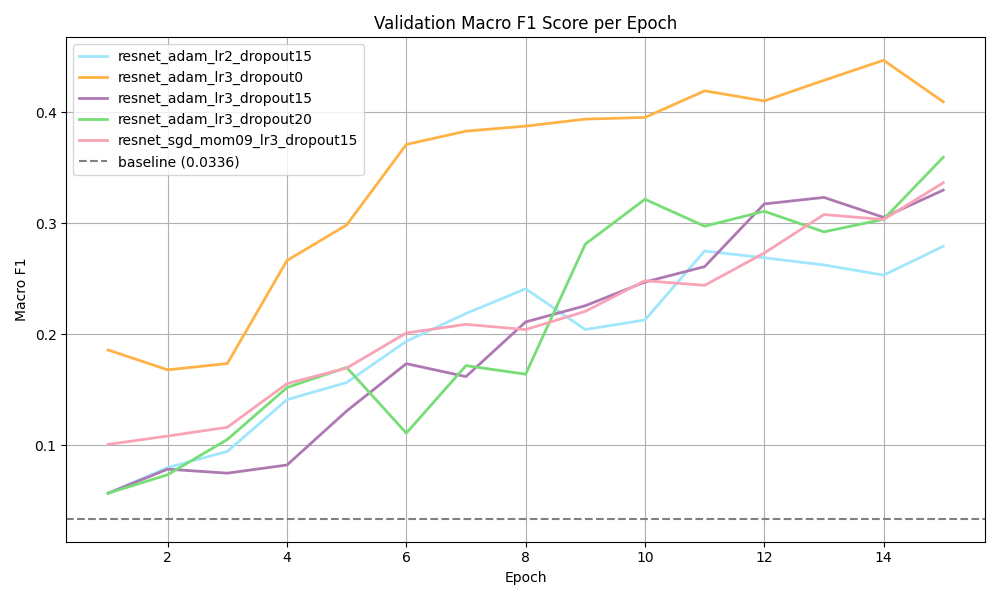 Validation Macro F1 Score per Epoch
resnet_adam_lr2_dropout15
resnet_adam_lr3_dropout0
resnet_adam_lr3_dropout15
resnet_adam_lr3_dropout20
resnet_sgd_mom09_lr3_dropout15
baseline (0.0336)
Macro F1
0.4
0.3
0.2
0.1
2 4 6 8 10 12 14
Epoch